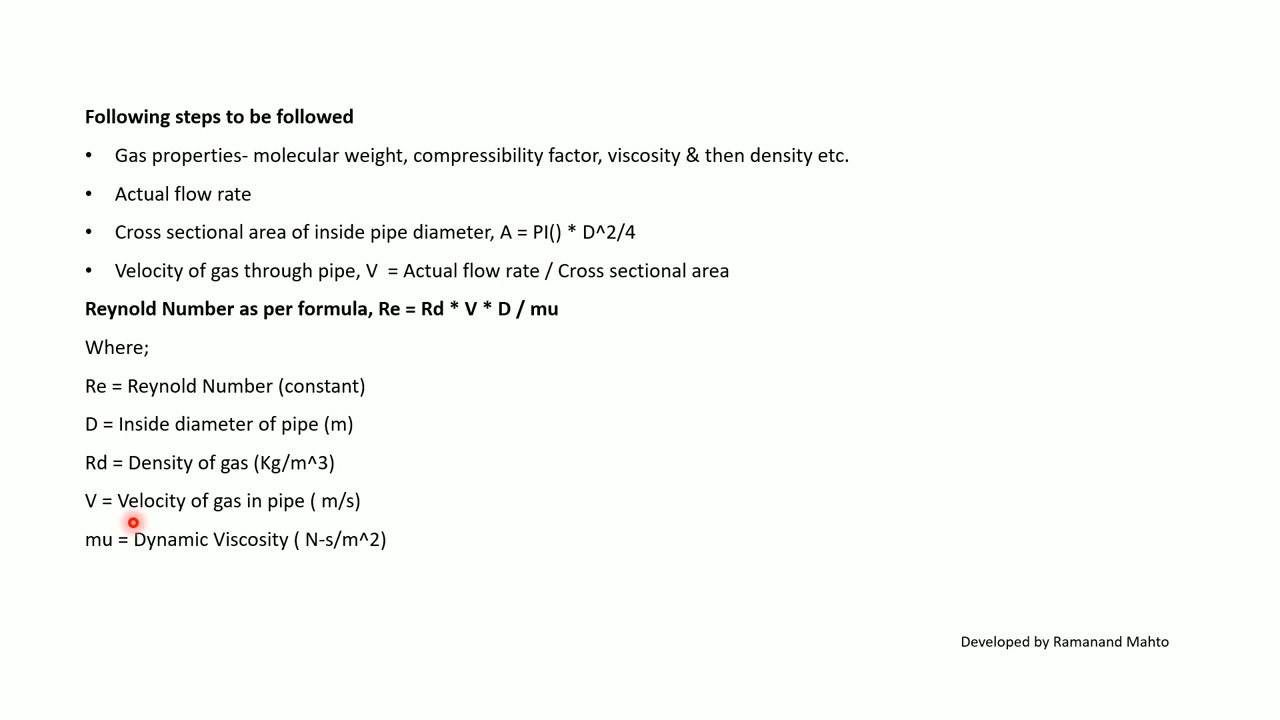 Following steps to be followed
• Gas properties- molecular weight, compressibility factor, viscosity & then density etc.
• Actual flow rate
• Cross sectional area of inside pipe diameter, A = PI() * D^2/4
• Velocity of gas through pipe, V  = Actual flow rate / Cross sectional area
Reynold Number as per formula, Re = Rd * V * D / mu
Where;
Re = Reynold Number (constant)
D = Inside diameter of pipe (m)
Rd = Density of gas (Kg/m^3)
V = Velocity of gas in pipe ( m/s)
mu = Dynamic Viscosity ( N-s/m^2)
Developed by Ramanand Mahto